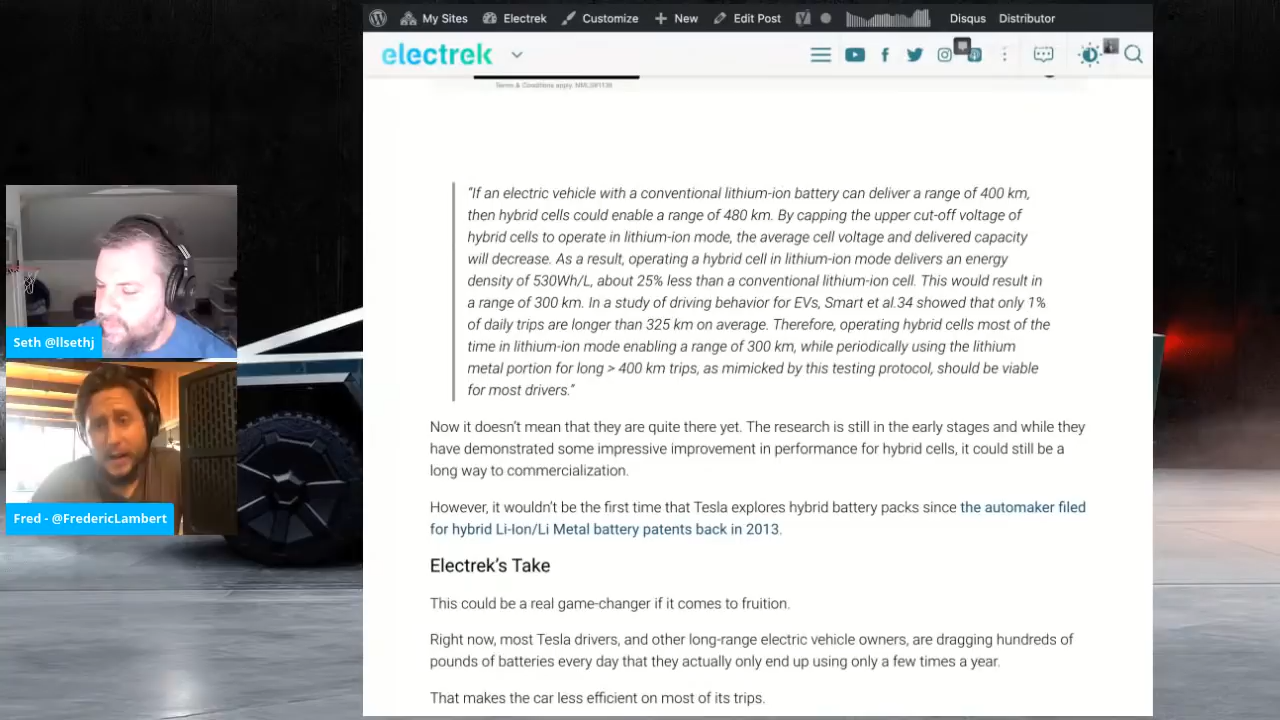 My Sites
Electrek
Customize
New
Edit Post
Disqus
Distributor
electrek
Terms & Conditions apply.
“If an electric vehicle with a conventional lithium-ion battery can deliver a range of 400 km,
then hybrid cells could enable a range of 480 km. By capping the upper cut-off voltage of
hybrid cells to operate in lithium-ion mode, the average cell voltage and delivered capacity
will decrease. As a result, operating a hybrid cell in lithium-ion mode delivers an energy
density of 530Wh/L, about 25% less than a conventional lithium-ion cell. This would result in
a range of 300 km. In a study of driving behavior for EVs, Smart et al.34 showed that only 1%
of daily trips are longer than 325 km on average. Therefore, operating hybrid cells most of the
time in lithium-ion mode enabling a range of 300 km, while periodically using the lithium
metal portion for long > 400 km trips, as mimicked by this testing protocol, should be viable
for most drivers.”
Now it doesn’t mean that they are quite there yet. The research is still in the early stages and while they
have demonstrated some impressive improvement in performance for hybrid cells, it could still be a
long way to commercialization.
However, it wouldn’t be the first time that Tesla explores hybrid battery packs since the automaker filed
for hybrid Li-Ion/Li Metal battery patents back in 2013.
Electrek’s Take
This could be a real game-changer if it comes to fruition.
Right now, most Tesla drivers, and other long-range electric vehicle owners, are dragging hundreds of
pounds of batteries every day that they actually only end up using only a few times a year.
That makes the car less efficient on most of its trips.
Seth @llsethj
Fred - @FredericLambert